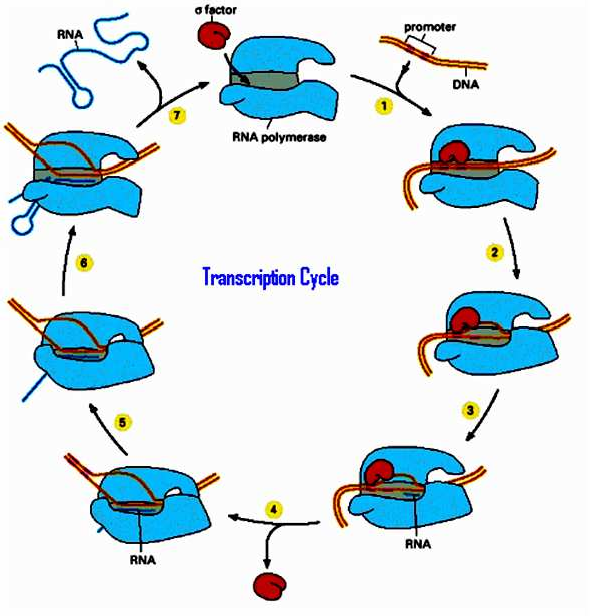 σ factor
RNA
promoter
DNA
1
7
RNA polymerase
2
6
Transcription Cycle
3
5
4
RNA
RNA